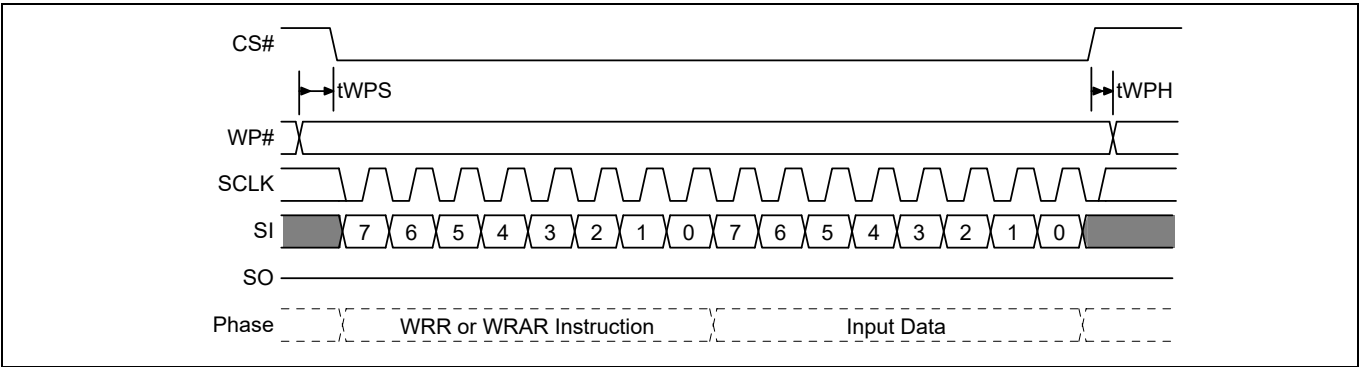 CS#
tWPS tWPH
WP#
SCLK
SI 7 6 5 4 3 2 1 0 7 6 5 4 3 2 1 0
SO
Phase WRR or WRAR Instruction Input Data